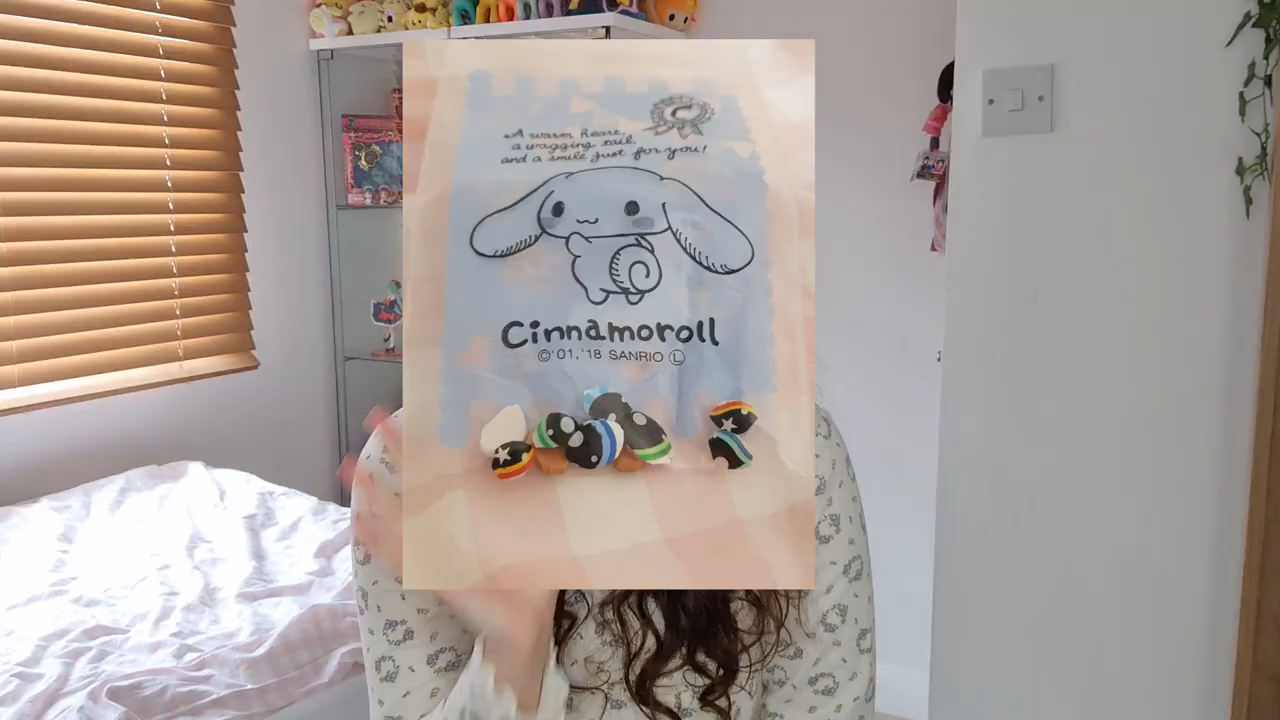 C
A warm heart,
a wagging tail,
and a smile just for you!
Cinnamoroll
©'01,'18 SANRIO Ⓛ